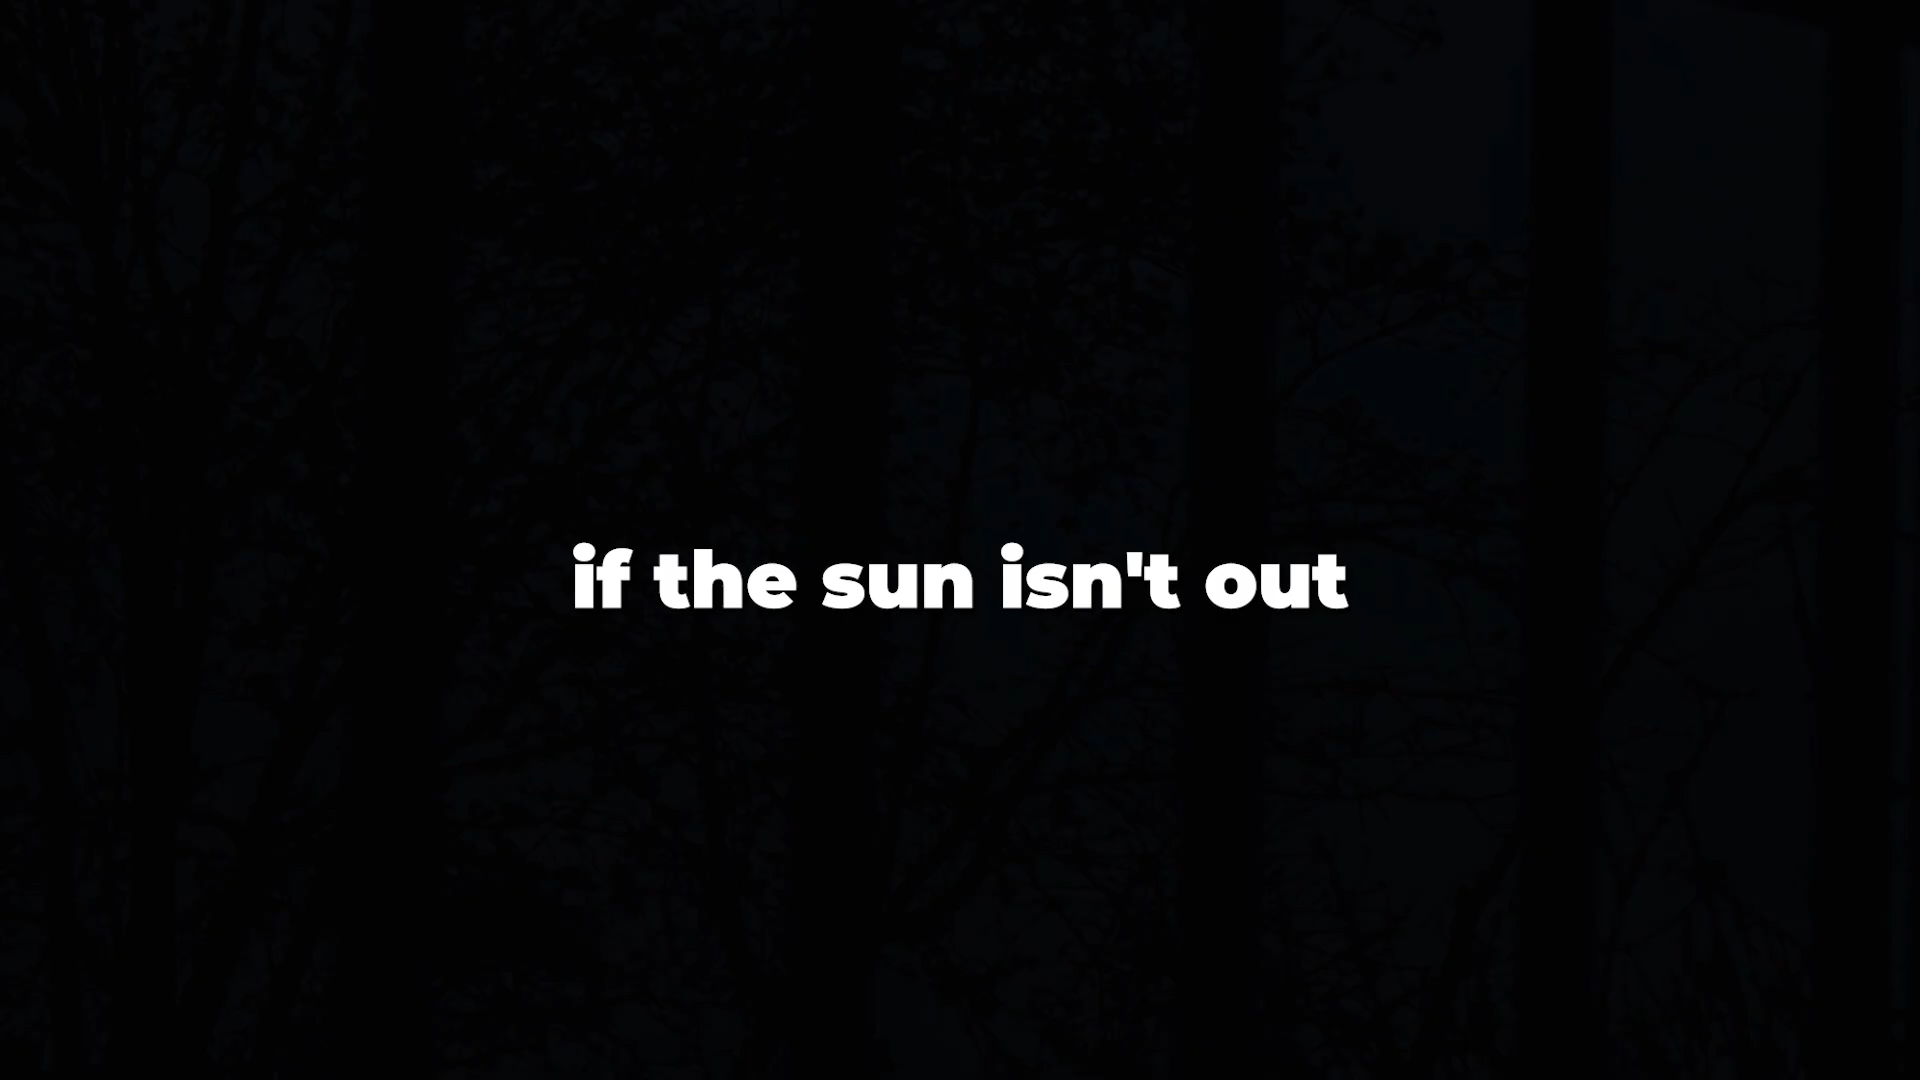 if the sun isn't out